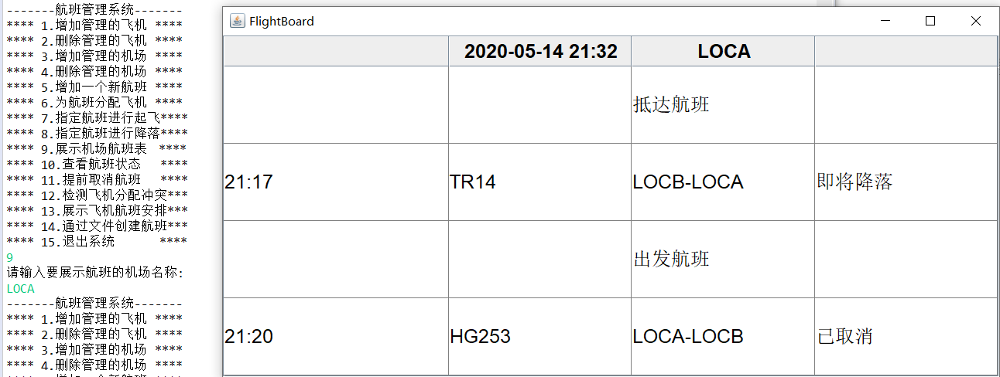 -------航班管理系统-------
**** 1.增加管理的飞机 ****
**** 2.删除管理的飞机 ****
**** 3.增加管理的机场 ****
**** 4.删除管理的机场 ****
**** 5.增加一个新航班 ****
**** 6.为航班分配飞机 ****
**** 7.指定航班进行起飞****
**** 8.指定航班进行降落****
**** 9.展示机场航班表 ****
**** 10.查看航班状态 ****
**** 11.提前取消航班 ****
**** 12.检测飞机分配冲突***
**** 13.展示飞机航班安排***
**** 14.通过文件创建航班***
**** 15.退出系统 ****
9
请输入要展示航班的机场名称:
LOCA
-------航班管理系统-------
**** 1.增加管理的飞机 ****
**** 2.删除管理的飞机 ****
**** 3.增加管理的机场 ****
**** 4.删除管理的机场 ****
FlightBoard
2020-05-14 21:32 LOCA
抵达航班
21:17 TR14 LOCB-LOCA 即将降落
出发航班
21:20 HG253 LOCA-LOCB 已取消